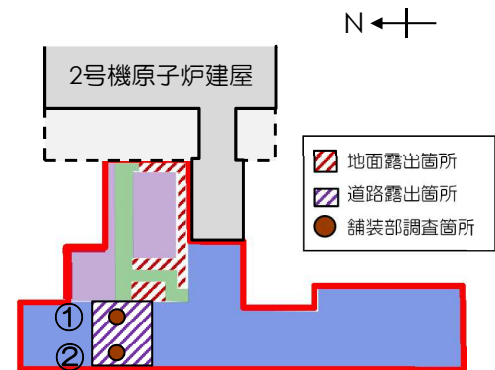 N
2号機原子炉建屋
地面露出箇所
道路露出箇所
舗装部調査箇所
①
②